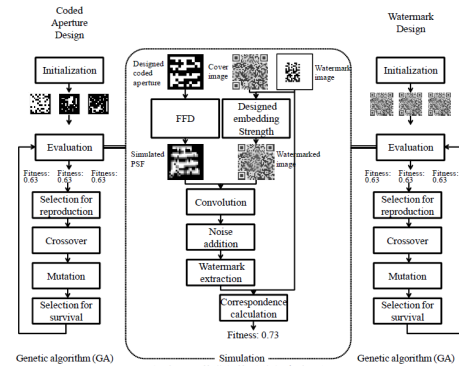 Coded
Aperture
Design
Initialization
Evaluation
Fitness: Fitness: Fitness:
0.63 0.63 0.63
Selection for
reproduction
Crossover
Mutation
Selection for
survival
Genetic algorithm (GA)
Designed
coded
aperture
Cover
image
Watermark
image
FFD
Designed
embedding
Strength
Simulated
PSF
Watermarked
image
Convolution
Noise
addition
Watermark
extraction
Correspondence
calculation
Fitness: 0.73
Simulation
Watermark
Design
Initialization
Evaluation
Fitness: Fitness: Fitness:
0.63 0.63 0.63
Selection for
reproduction
Crossover
Mutation
Selection for
survival
Genetic algorithm (GA)